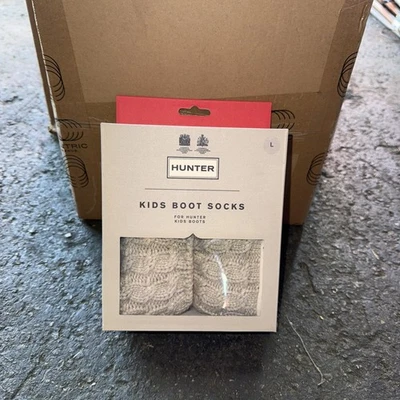 L
HUNTER
KIDS BOOT SOCKS
FOR HUNTER
KIDS BOOTS